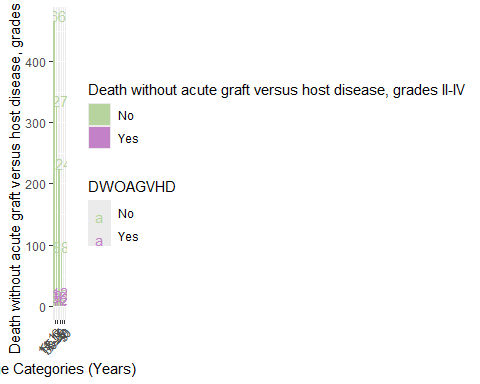 Death without acute graft versus host disease, grades
400
300
200
100
0
Death without acute graft versus host disease, grades II-IV
No
Yes
DWOAGVHD
a No
a Yes
e Categories (Years)